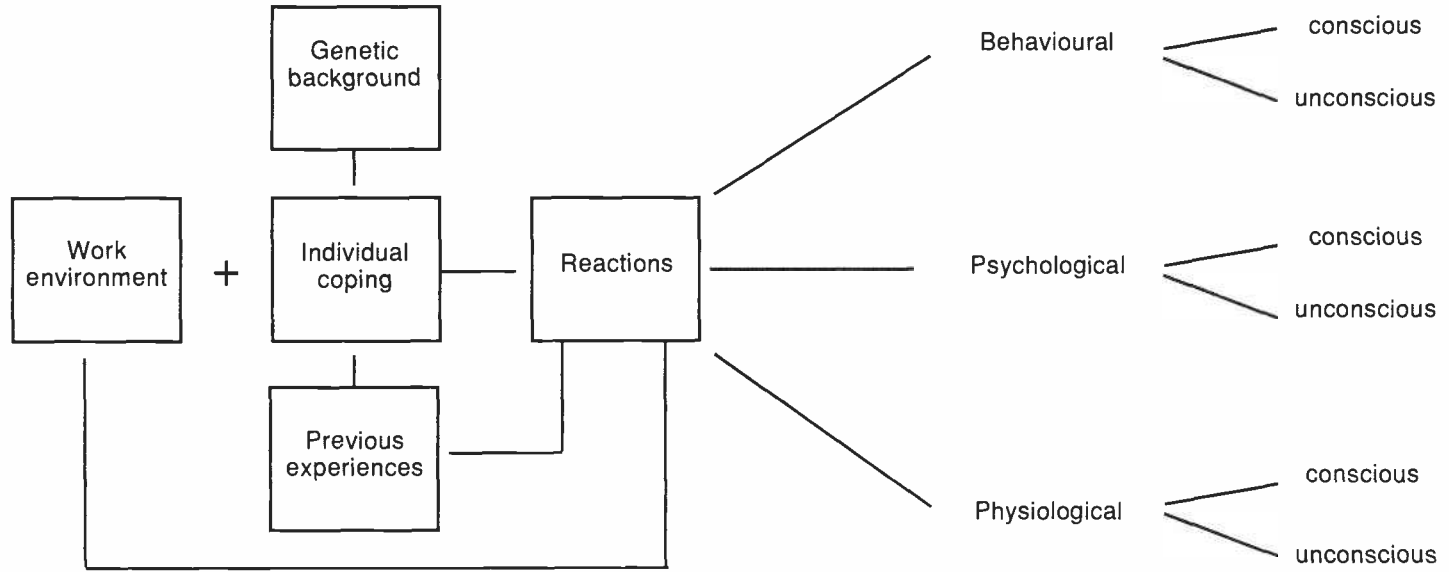 Genetic
background
Work
environment
+
Individual
coping
Previous
experiences
Reactions
Behavioural
conscious
unconscious
Psychological
conscious
unconscious
Physiological
conscious
unconscious